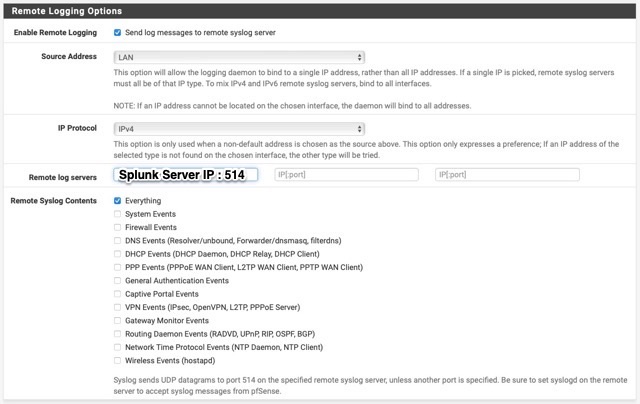 Remote Logging Options
Enable Remote Logging
Send log messages to remote syslog server
Source Address
LAN
This option will allow the logging daemon to bind to a single IP address, rather than all IP addresses. If a single IP is picked, remote syslog servers
must all be of that IP type. To mix IPv4 and IPv6 remote syslog servers, bind to all interfaces.
NOTE: If an IP address cannot be located on the chosen interface, the daemon will bind to all addresses.
IP Protocol
IPv4
This option is only used when a non-default address is chosen as the source above. This option only expresses a preference; If an IP address of the
selected type is not found on the chosen interface, the other type will be tried.
Remote log servers
Splunk Server IP : 514
IP[:port]
IP[:port]
Remote Syslog Contents
Everything
System Events
Firewall Events
DNS Events (Resolver/unbound, Forwarder/dnsmasq, filterdns)
DHCP Events (DHCP Daemon, DHCP Relay, DHCP Client)
PPP Events (PPPoE WAN Client, L2TP WAN Client, PPTP WAN Client)
General Authentication Events
Captive Portal Events
VPN Events (IPsec, OpenVPN, L2TP, PPPoE Server)
Gateway Monitor Events
Routing Daemon Events (RADVD, UPnP, RIP, OSPF, BGP)
Network Time Protocol Events (NTP Daemon, NTP Client)
Wireless Events (hostapd)
Syslog sends UDP datagrams to port 514 on the specified remote syslog server, unless another port is specified. Be sure to set syslogd on the remote
server to accept syslog messages from pfSense.